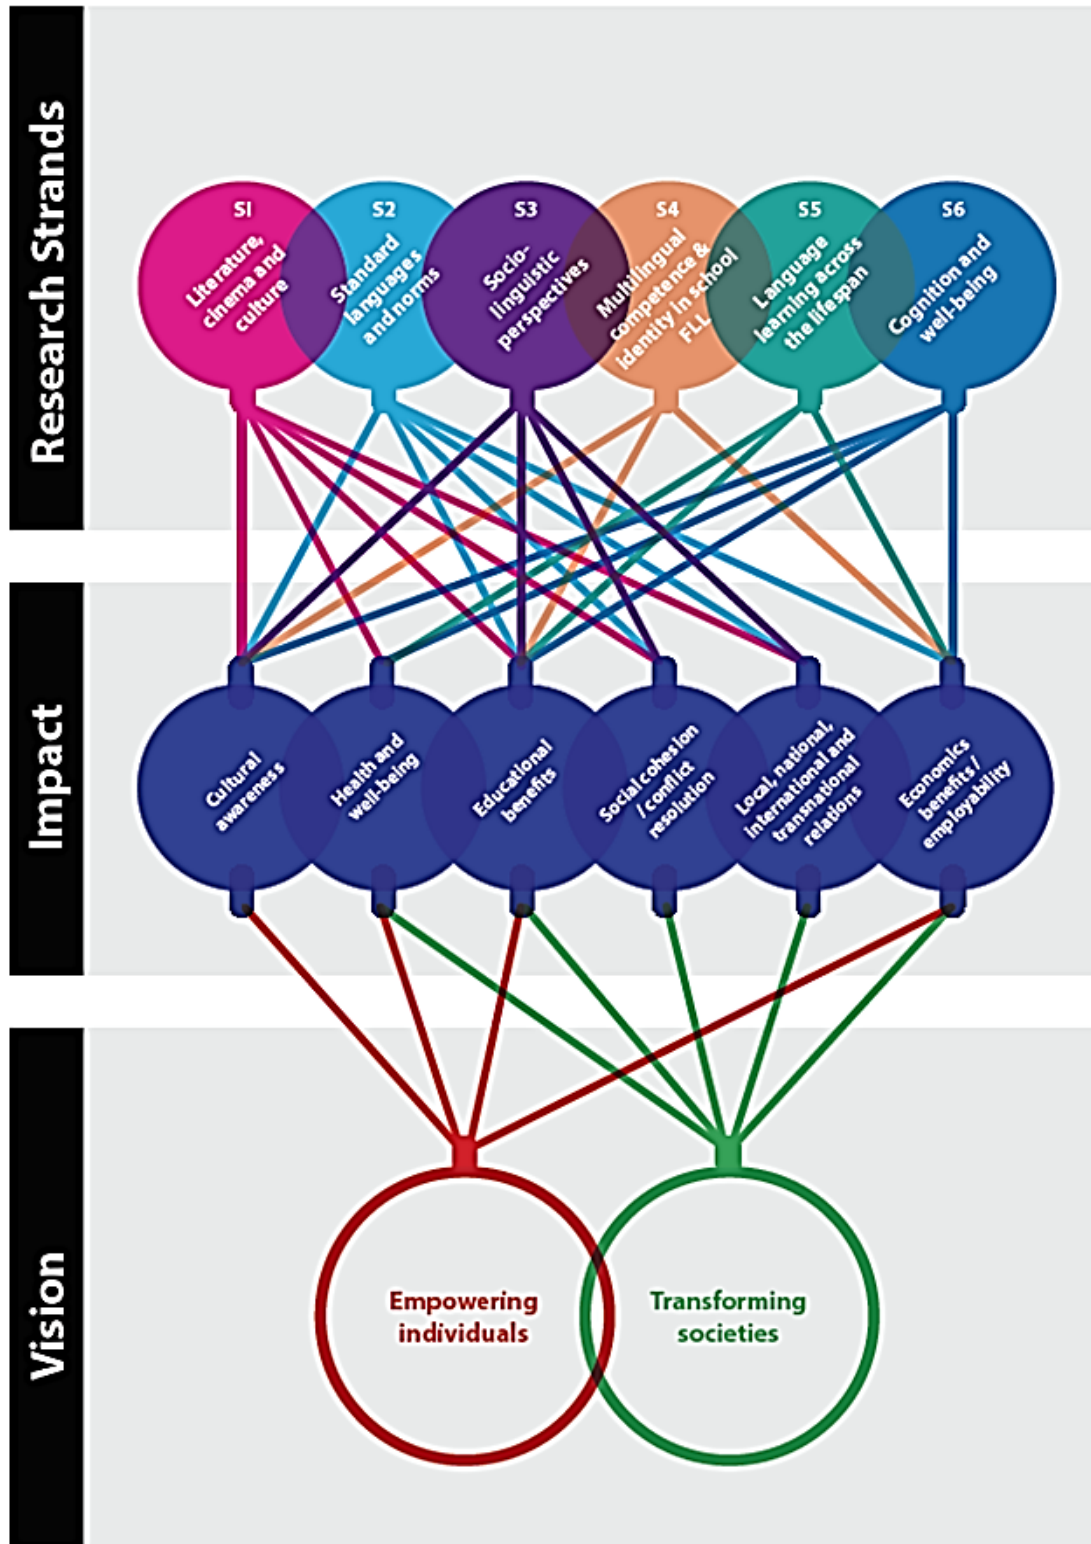 Research Strands
S1
Literature,
cinema and
culture
S2
Standard
languages
and norms
S3
Socio-
linguistic
perspectives
S4
Multilingual
competence &
identity in school
FLL
S5
Language
learning across
the lifespan
S6
Cognition and
well-being
Impact
Cultural
awareness
Health and
well-being
Educational
benefits
Social cohesion
/ conflict
resolution
Local, national,
international and
transnational
relations
Economics
benefits /
employability
Vision
Empowering
individuals
Transforming
societies